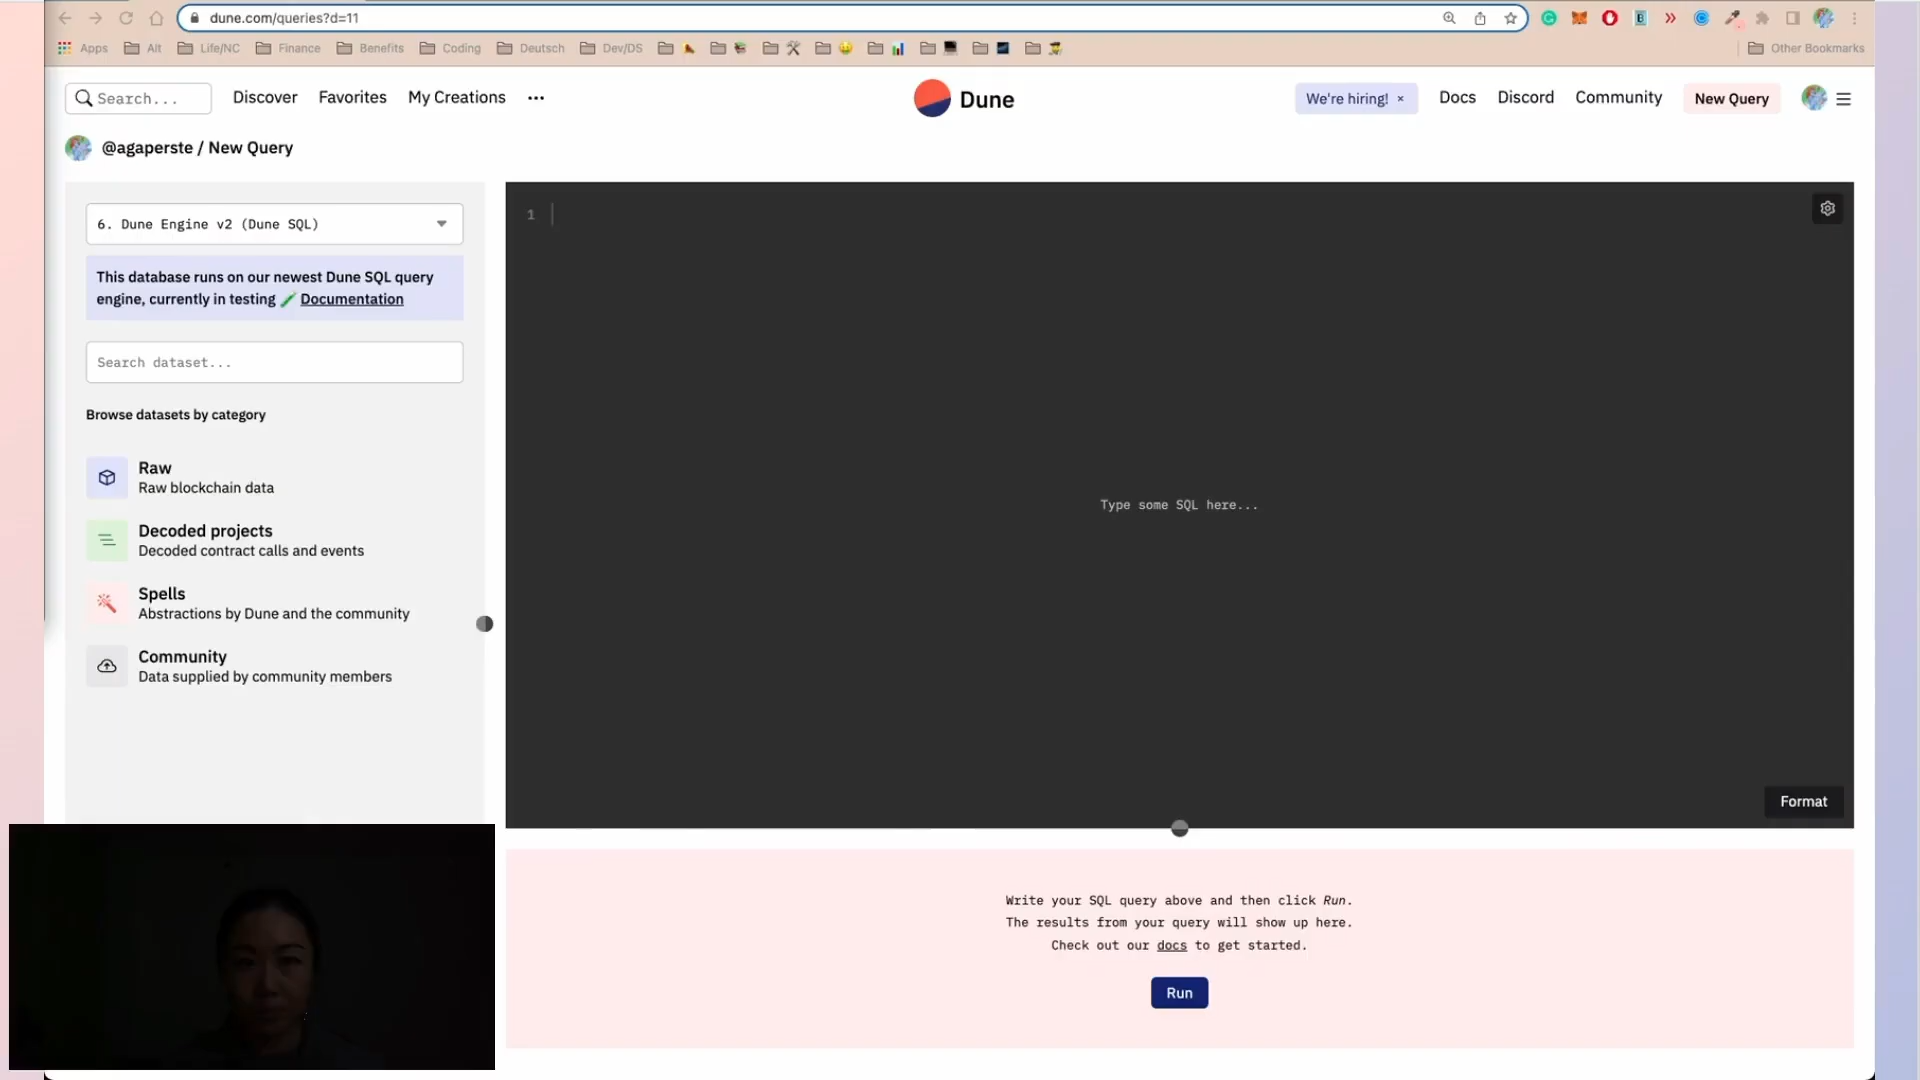 dune.com/queries?d=11
Apps Alt Life/NC Finance Benefits Coding Deutsch Dev/DS Other Bookmarks
Search... Discover Favorites My Creations ... Dune We're hiring! × Docs Discord Community New Query
@agaperste / New Query
6. Dune Engine v2 (Dune SQL)
This database runs on our newest Dune SQL query
engine, currently in testing Documentation
Search dataset...
Browse datasets by category
Raw
Raw blockchain data
Decoded projects
Decoded contract calls and events
Spells
Abstractions by Dune and the community
Community
Data supplied by community members
1
Type some SQL here...
Format
Write your SQL query above and then click Run.
The results from your query will show up here.
Check out our docs to get started.
Run